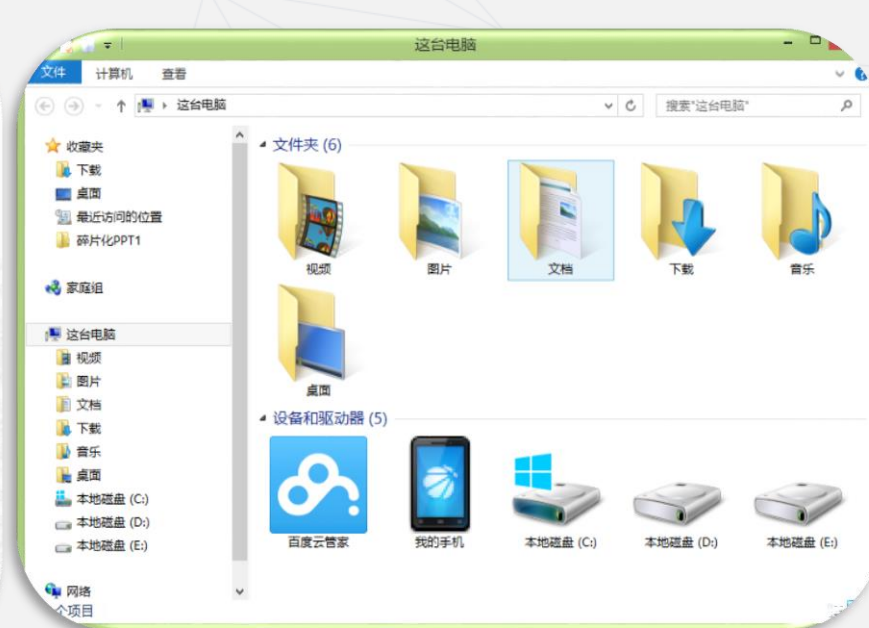 这台电脑
文件 计算机 查看
这台电脑
搜索"这台电脑"
收藏夹
下载
桌面
最近访问的位置
碎片化PPT1
家庭组
这台电脑
视频
图片
文档
下载
音乐
桌面
本地磁盘 (C:)
本地磁盘 (D:)
本地磁盘 (E:)
网络
个项目
文件夹 (6)
视频 图片 文档 下载 音乐
桌面
设备和驱动器 (5)
百度云管家 我的手机 本地磁盘 (C:) 本地磁盘 (D:) 本地磁盘 (E:)